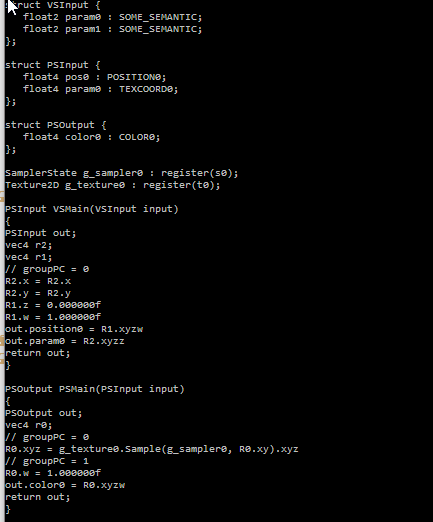 struct VSInput {
float2 param0 : SOME_SEMANTIC;
float2 param1 : SOME_SEMANTIC;
};
struct PSInput {
float4 pos0 : POSITION0;
float4 param0 : TEXCOORD0;
};
struct PSOutput {
float4 color0 : COLOR0;
};
SamplerState g_sampler0 : register(s0);
Texture2D g_texture0 : register(t0);
PSInput VSMain(VSInput input)
{
PSInput out;
vec4 r2;
vec4 r1;
// groupPC = 0
R2.x = R2.x
R2.y = R2.y
R1.z = 0.000000f
R1.w = 1.000000f
out.position0 = R1.xyzw
out.param0 = R2.xyzz
return out;
}
PSOutput PSMain(PSInput input)
{
PSOutput out;
vec4 r0;
// groupPC = 0
R0.xyz = g_texture0.Sample(g_sampler0, R0.xy).xyz
// groupPC = 1
R0.w = 1.000000f
out.color0 = R0.xyzw
return out;
}